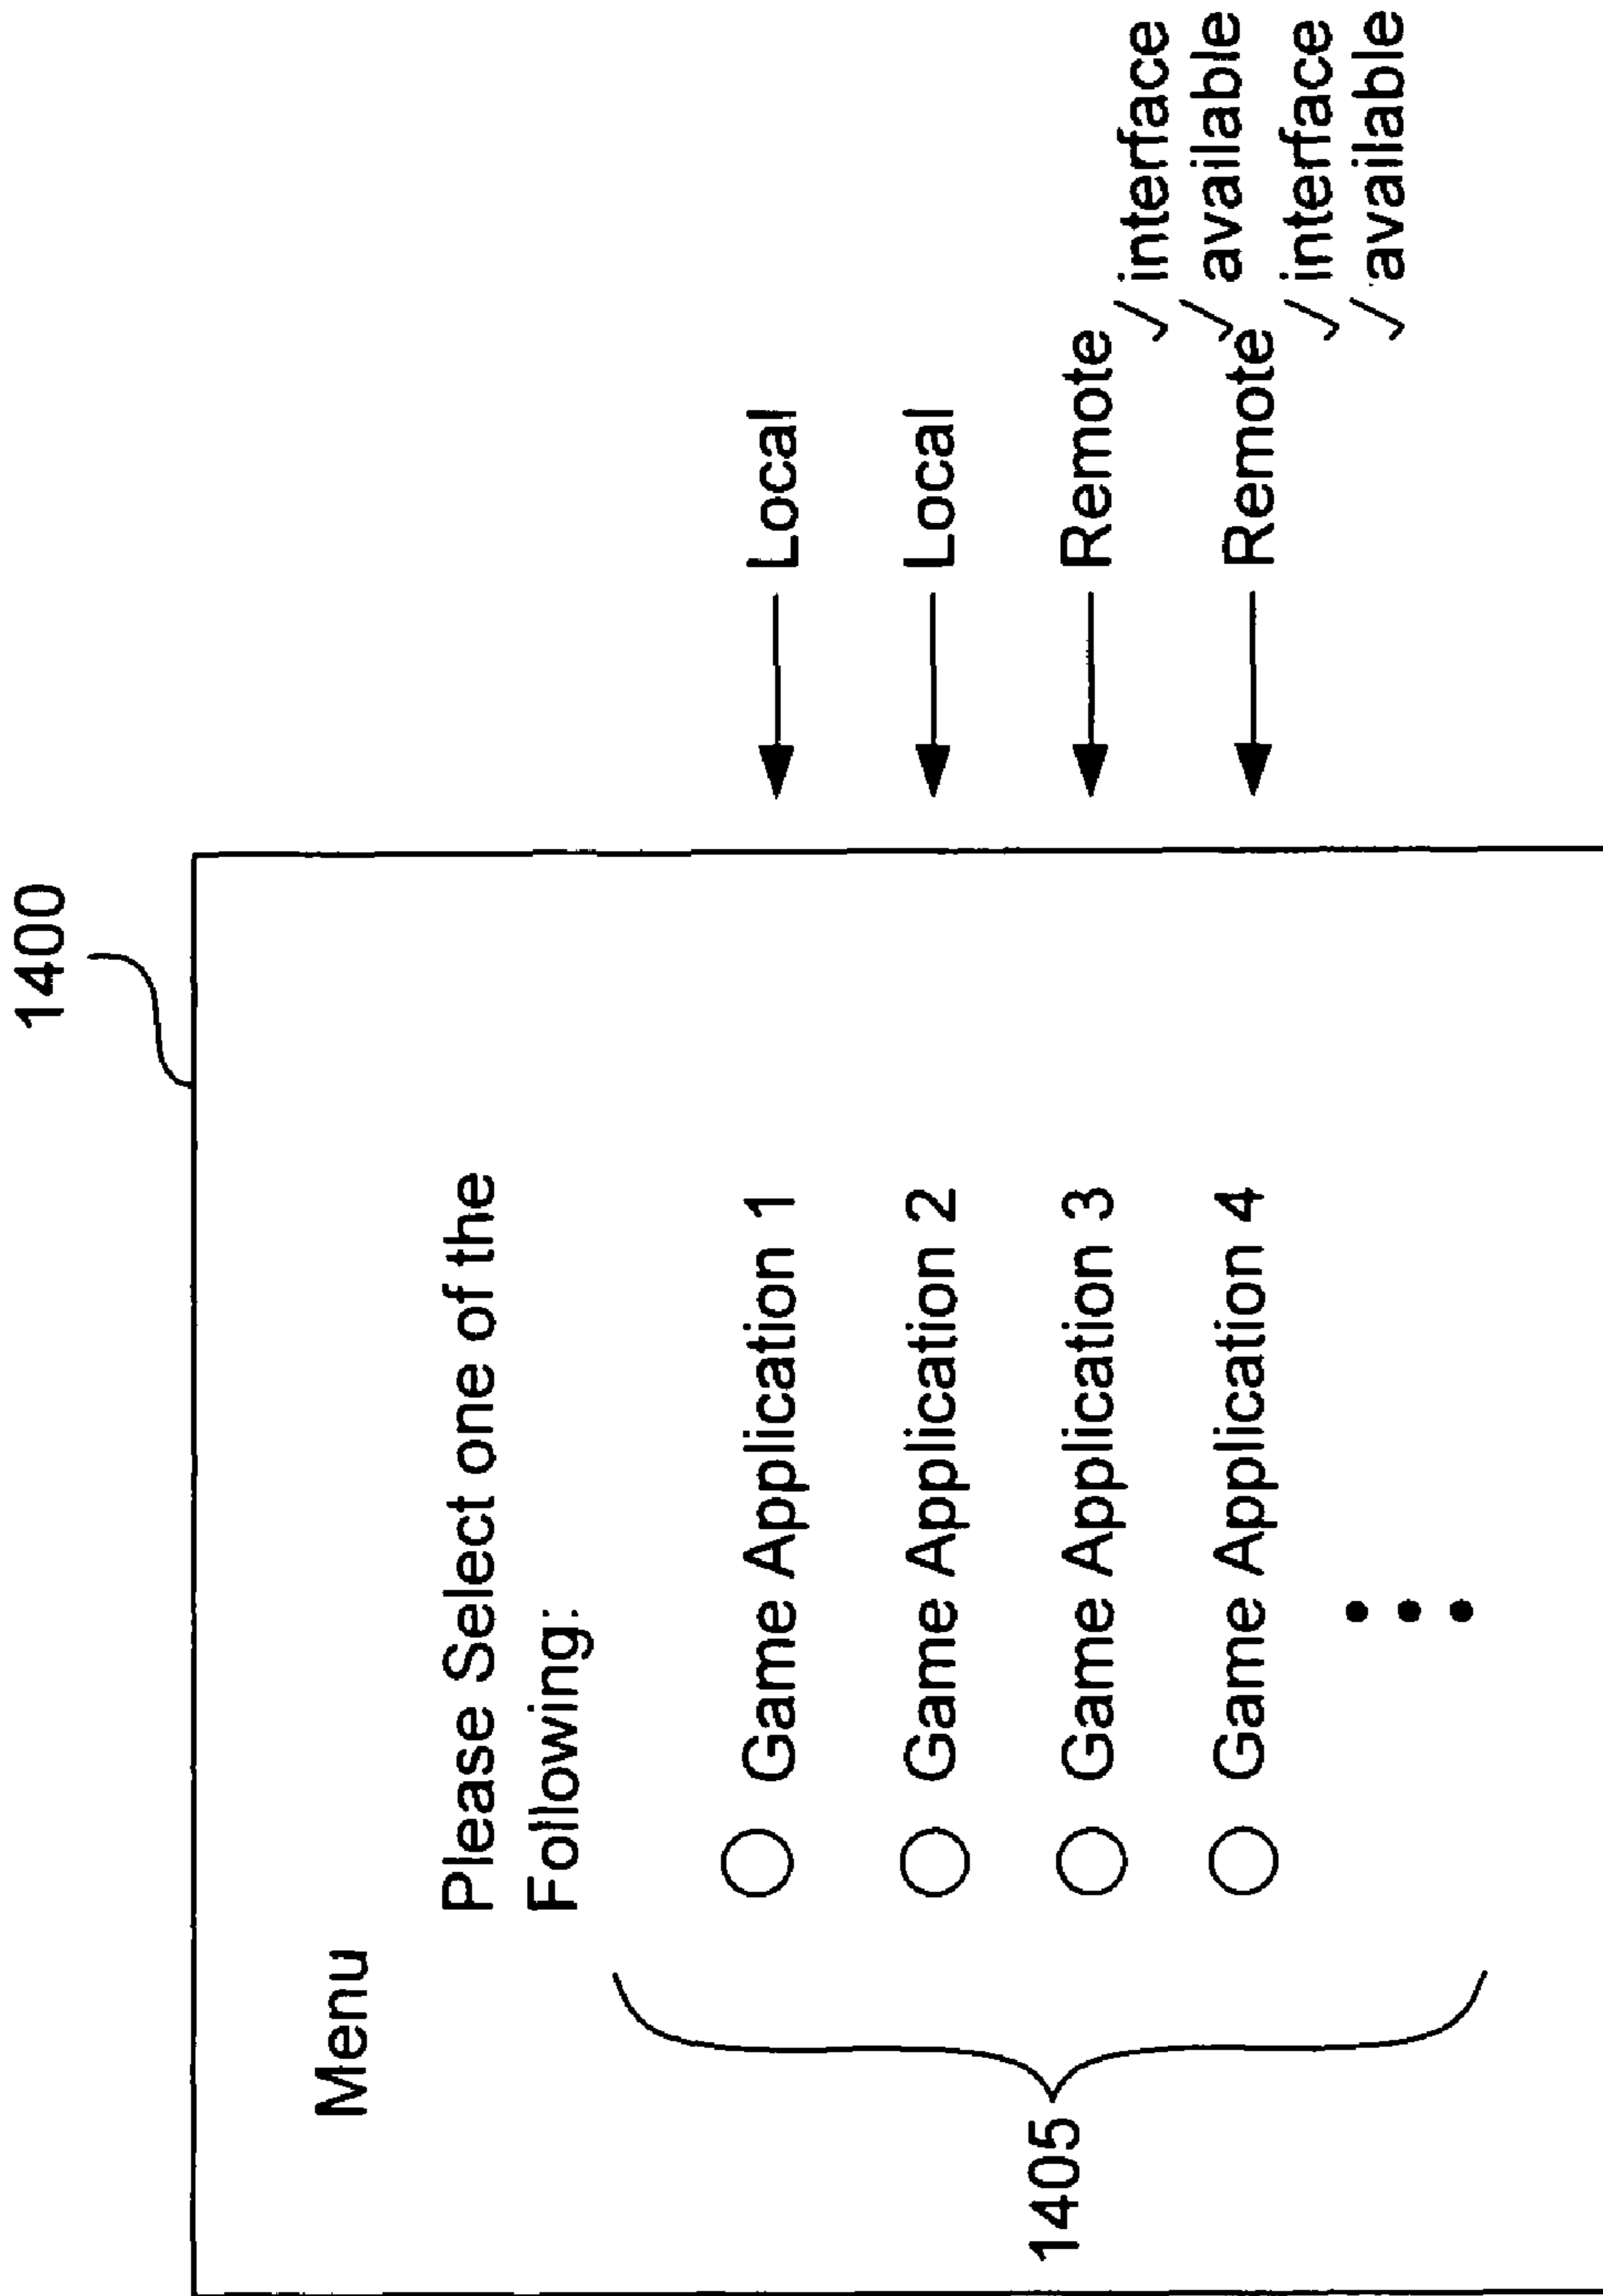 1400
Menu
Please Select one of the
Following:
1405
Game Application 1
Local
Game Application 2
Local
Game Application 3
Remote
✓ interface
✓ available
Game Application 4
Remote
✓ interface
✓ available